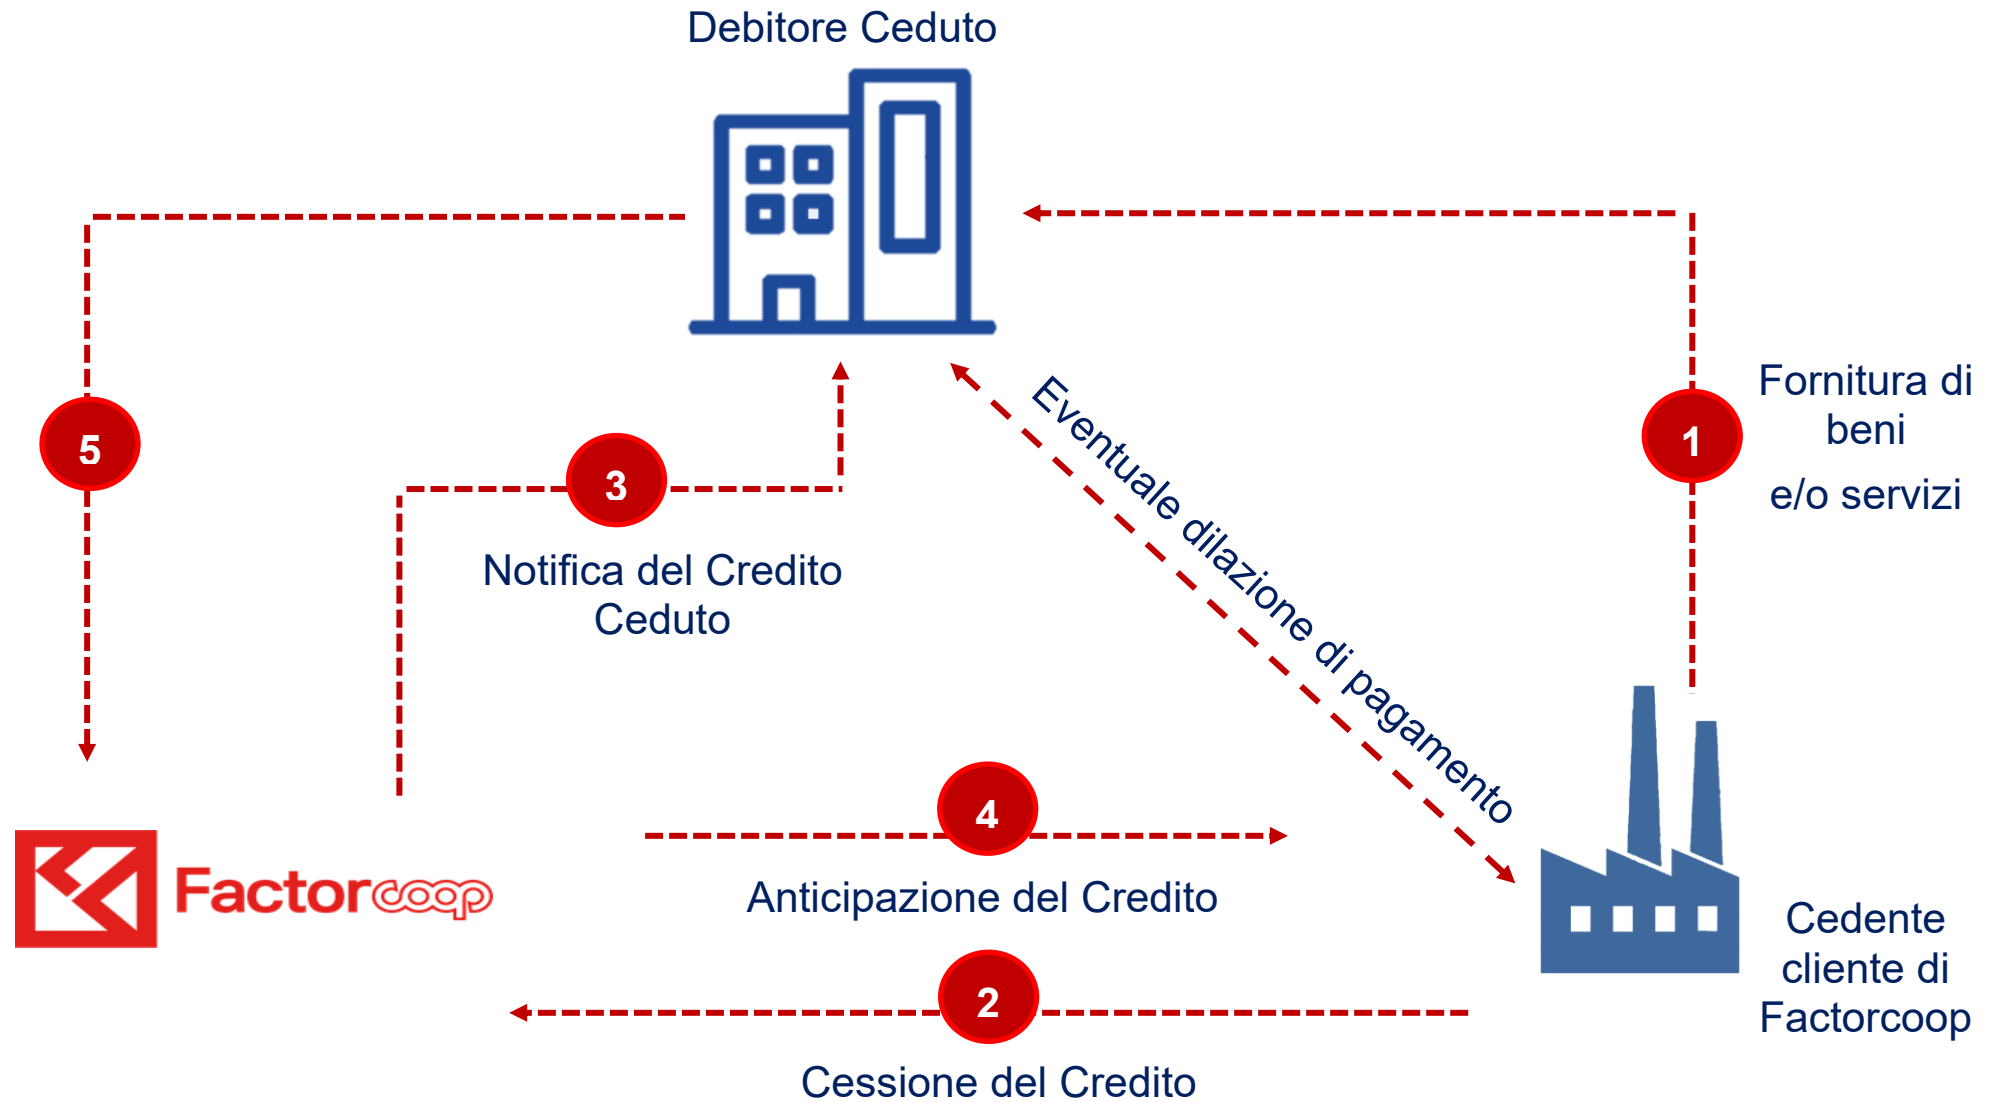 Debitore Ceduto
Fornitura di
beni
e/o servizi
1
5
3
Notifica del Credito
Ceduto
Eventuale dilazione di pagamento
4
Anticipazione del Credito
Factorcoop
Cedente
cliente di
Factorcoop
2
Cessione del Credito